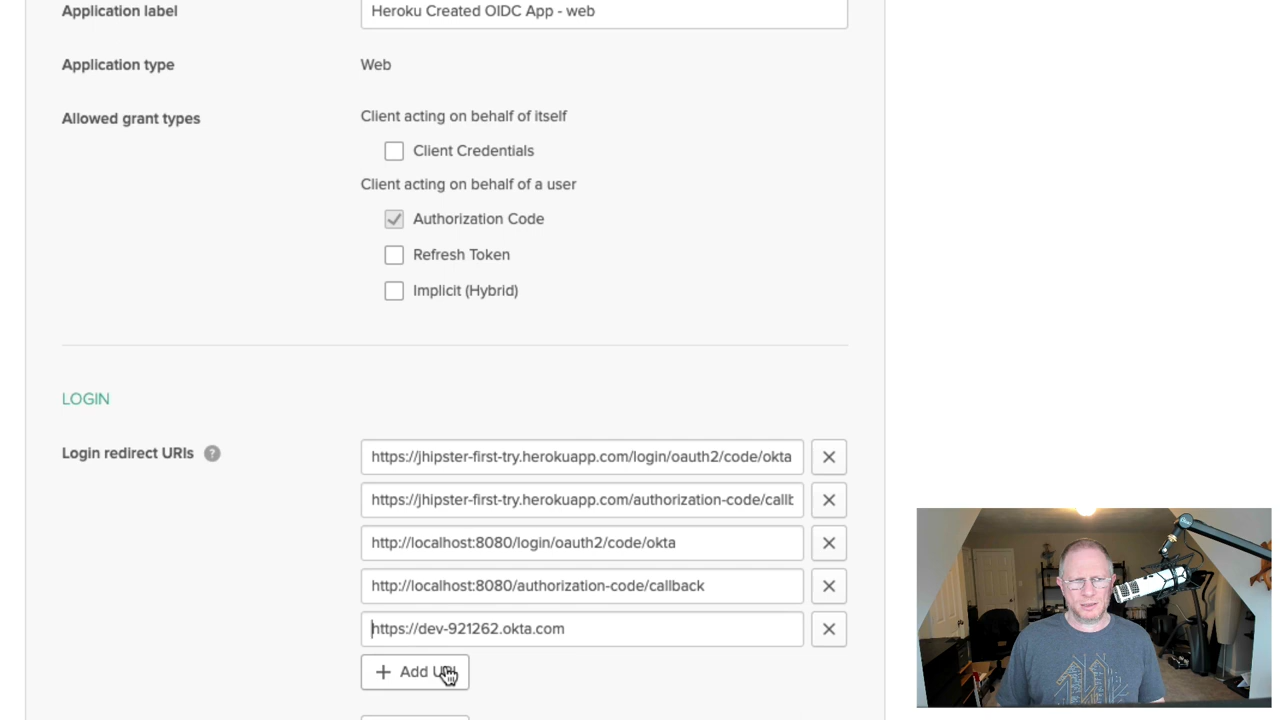 Application label
Heroku Created OIDC App - web
Application type
Web
Allowed grant types
Client acting on behalf of itself
Client Credentials
Client acting on behalf of a user
Authorization Code
Refresh Token
Implicit (Hybrid)
LOGIN
Login redirect URIs ?
https://jhipster-first-try.herokuapp.com/login/oauth2/code/okta
https://jhipster-first-try.herokuapp.com/authorization-code/callb
http://localhost:8080/login/oauth2/code/okta
http://localhost:8080/authorization-code/callback
https://dev-921262.okta.com
+ Add